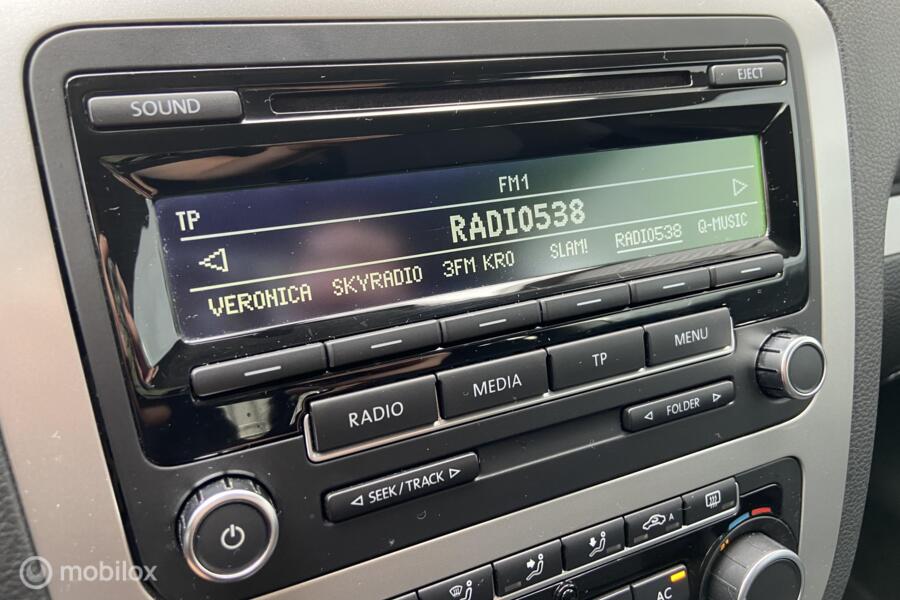 SOUND
EJECT
FM1
TP
RADIO538
VERONICA SKYRADIO 3FM KRO SLAM! RADIO538 Q-MUSIC
RADIO MEDIA TP MENU
SEEK/TRACK FOLDER
A
AC
mobilox